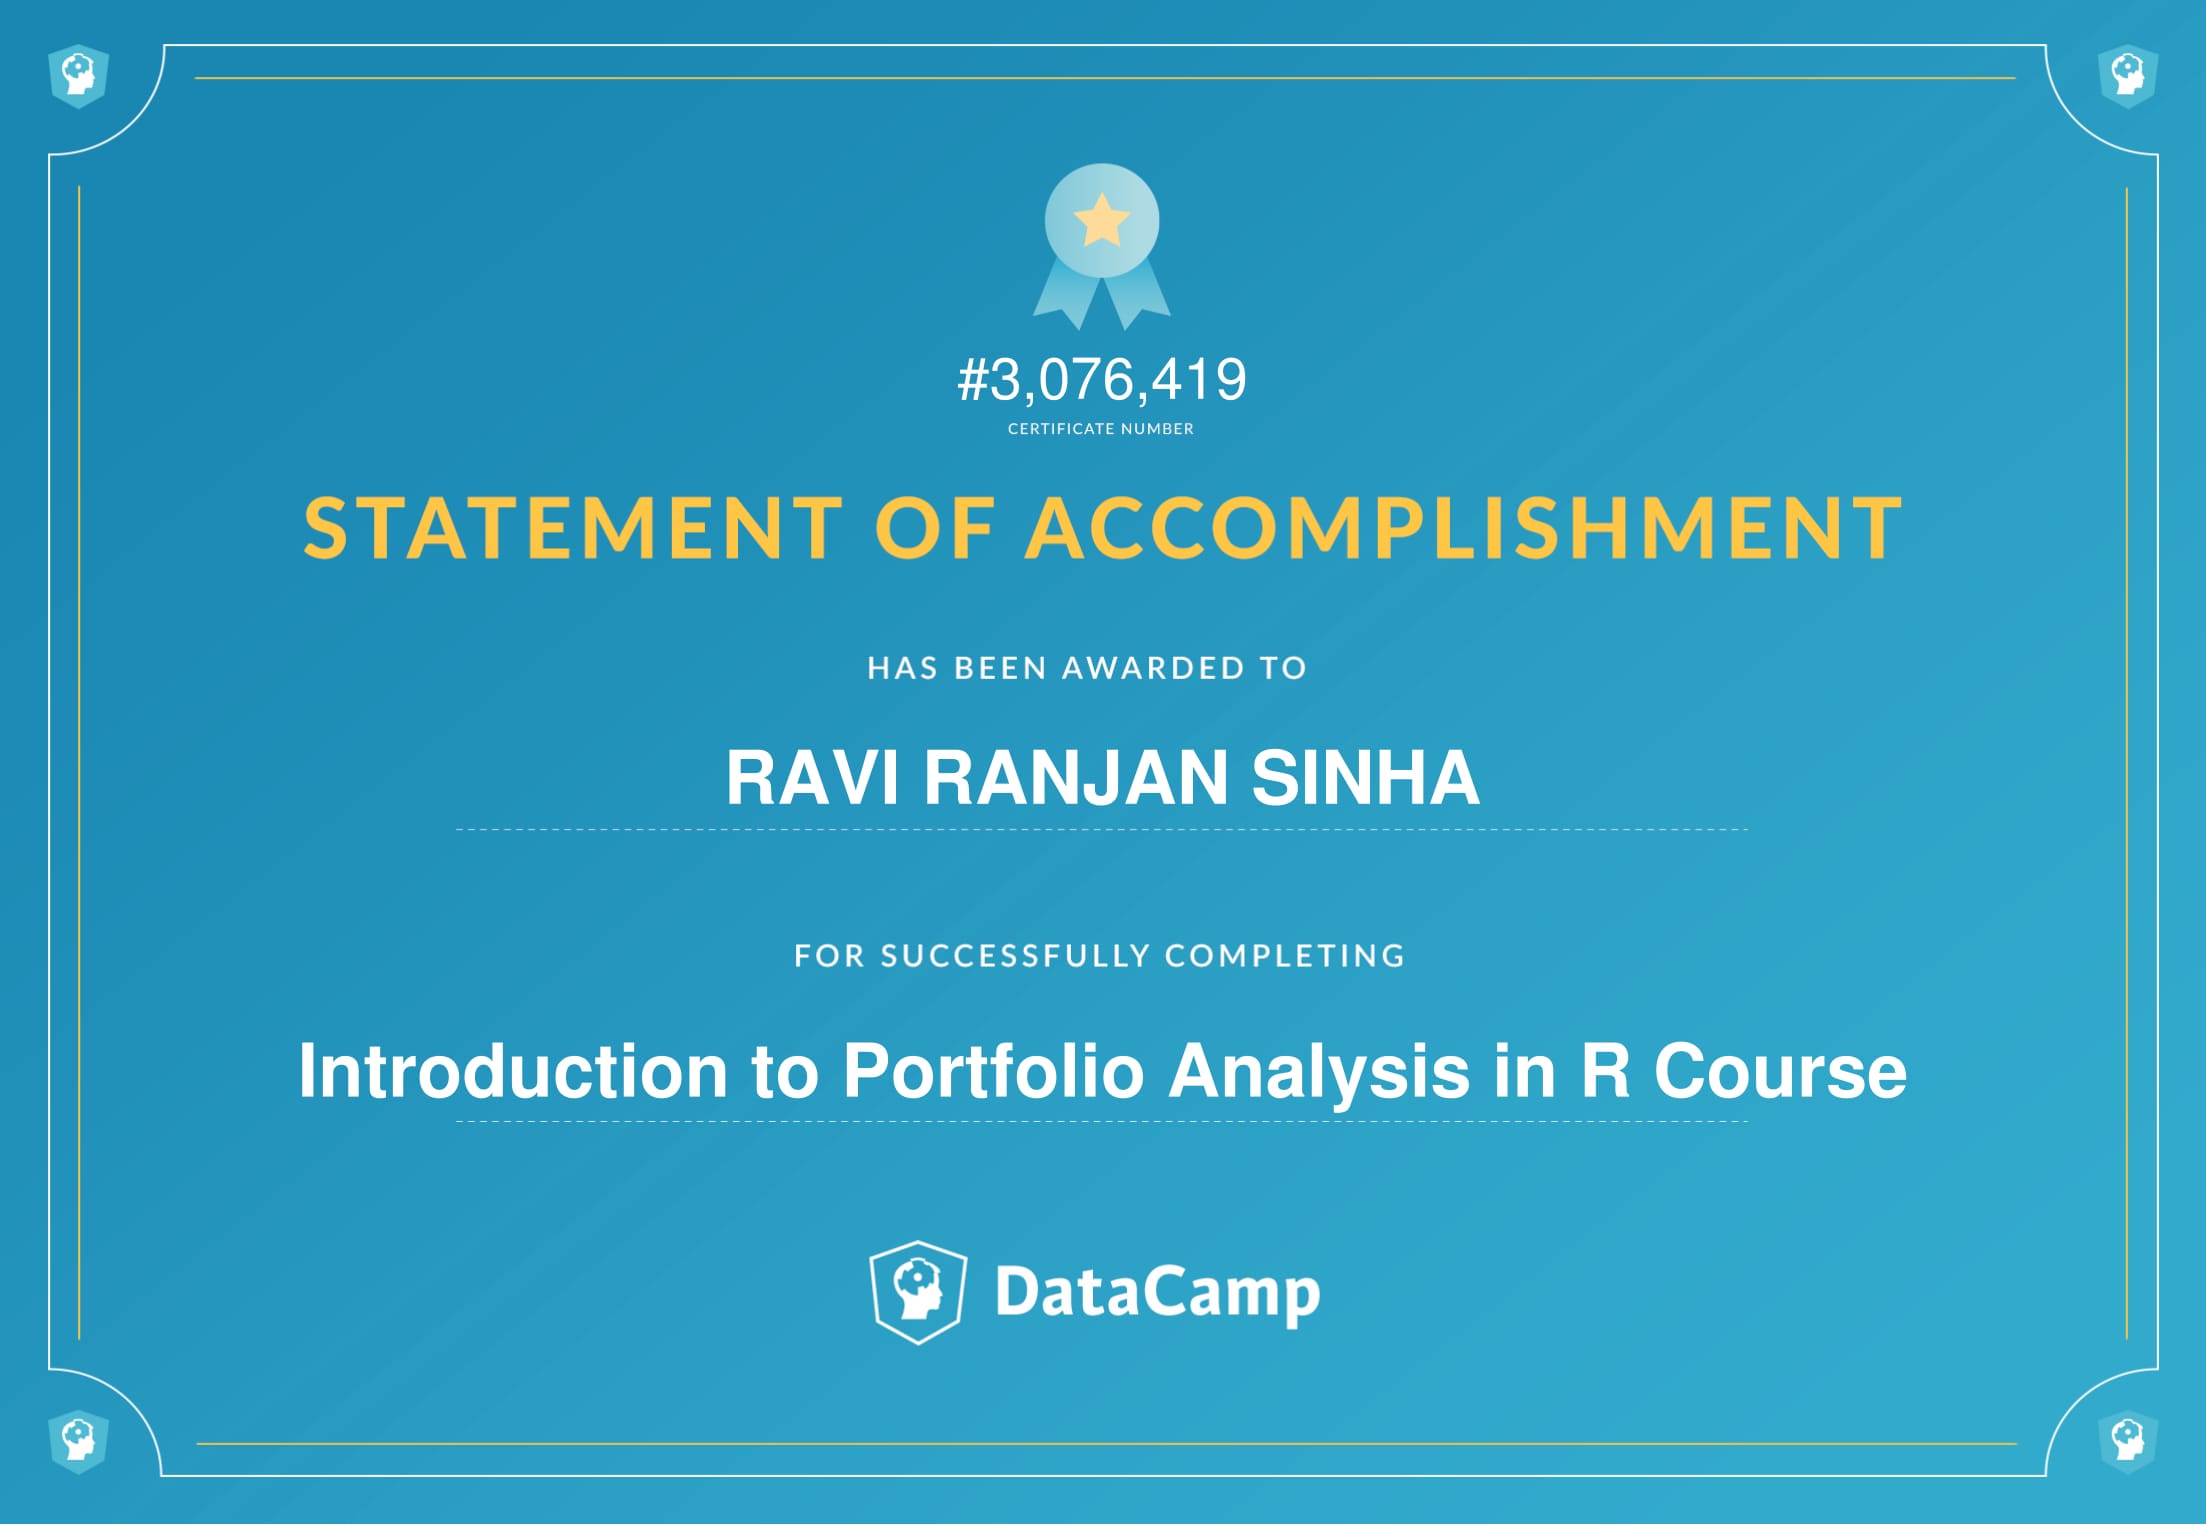 #3,076,419
CERTIFICATE NUMBER
STATEMENT OF ACCOMPLISHMENT
HAS BEEN AWARDED TO
RAVI RANJAN SINHA
FOR SUCCESSFULLY COMPLETING
Introduction to Portfolio Analysis in R Course
DataCamp